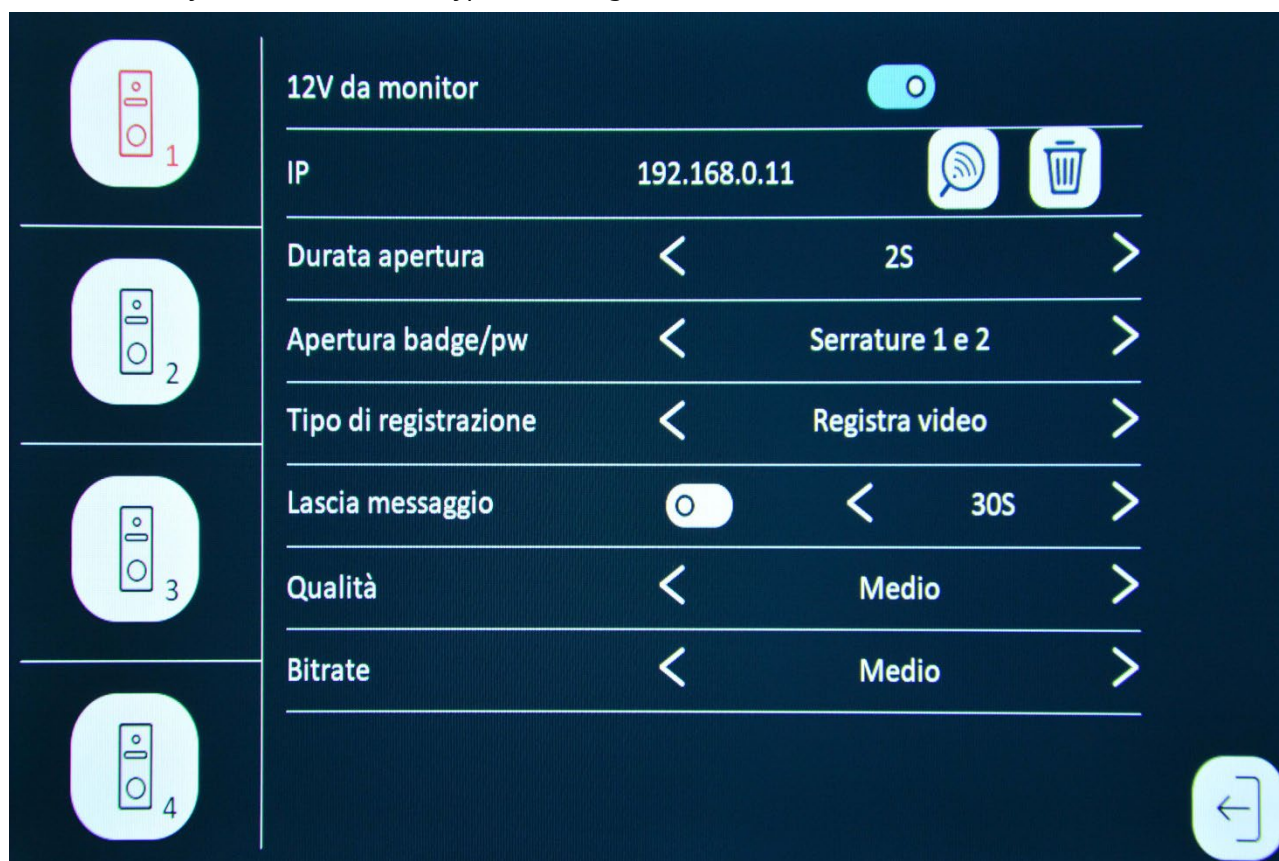 1
2
3
4
12V da monitor
IP 192.168.0.11
Durata apertura < 2S >
Apertura badge/pw < Serrature 1 e 2 >
Tipo di registrazione < Registra video >
Lascia messaggio < 30S >
Qualità < Medio >
Bitrate < Medio >